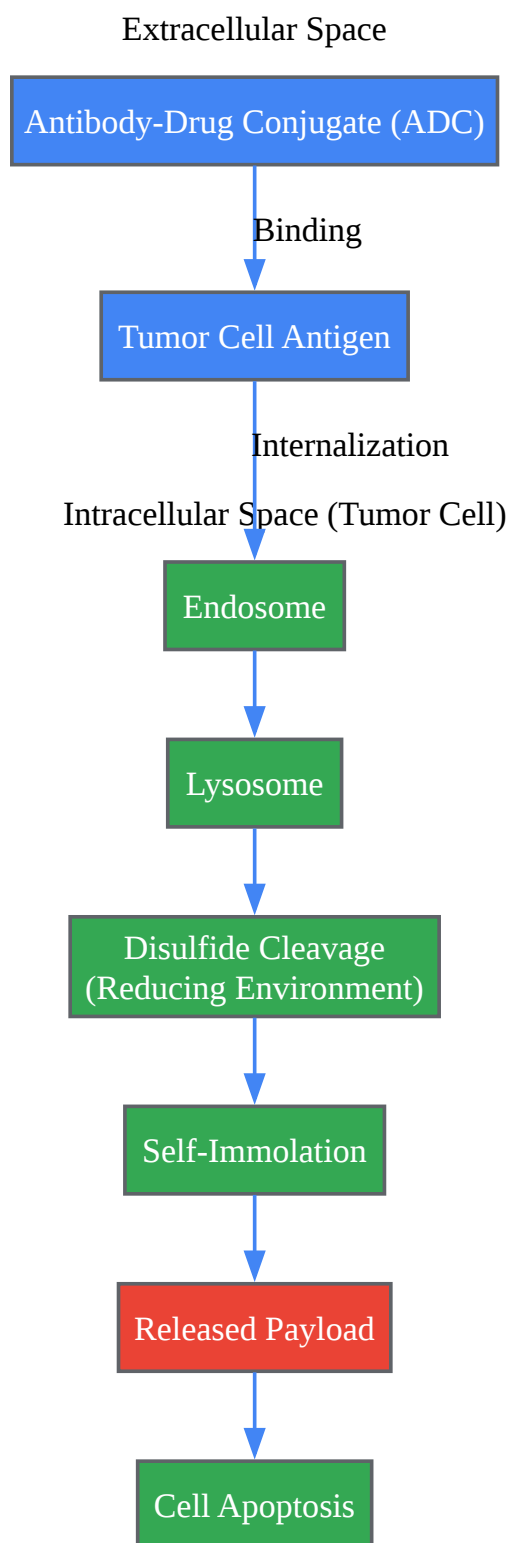 Extracellular Space
Antibody-Drug Conjugate (ADC)
Binding
Tumor Cell Antigen
Internalization
Intracellular Space (Tumor Cell)
Endosome
Lysosome
Disulfide Cleavage
(Reducing Environment)
Self-Immolation
Released Payload
Cell Apoptosis